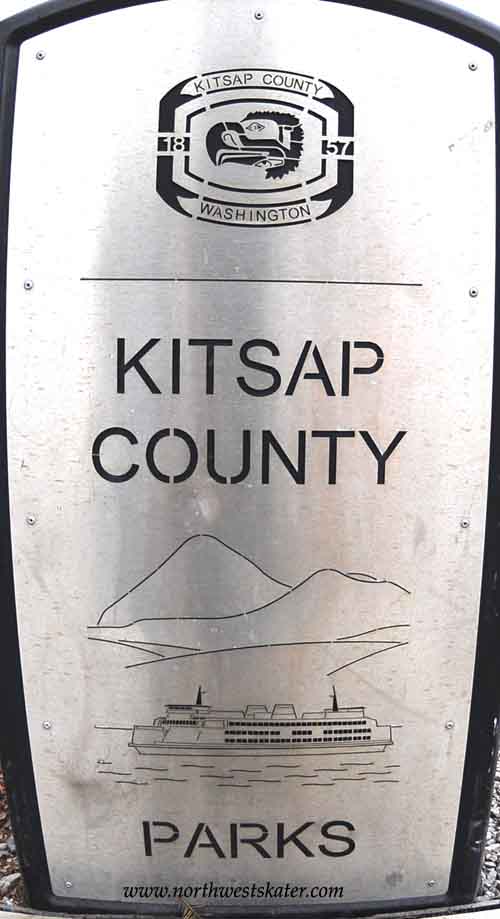 KITSAP COUNTY
18 57
WASHINGTON
KITSAP
COUNTY
PARKS
www.northwestskater.com